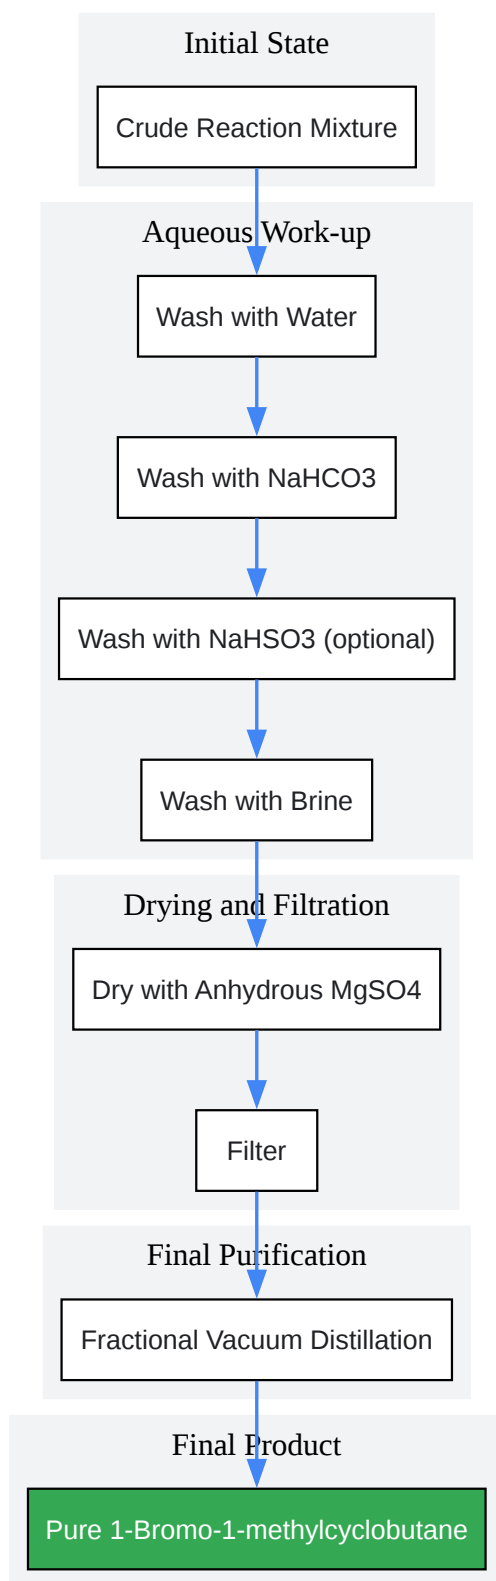 Initial State
Crude Reaction Mixture
Aqueous Work-up
Wash with Water
Wash with NaHCO3
Wash with NaHSO3 (optional)
Wash with Brine
Drying and Filtration
Dry with Anhydrous MgSO4
Filter
Final Purification
Fractional Vacuum Distillation
Final Product
Pure 1-Bromo-1-methylcyclobutane